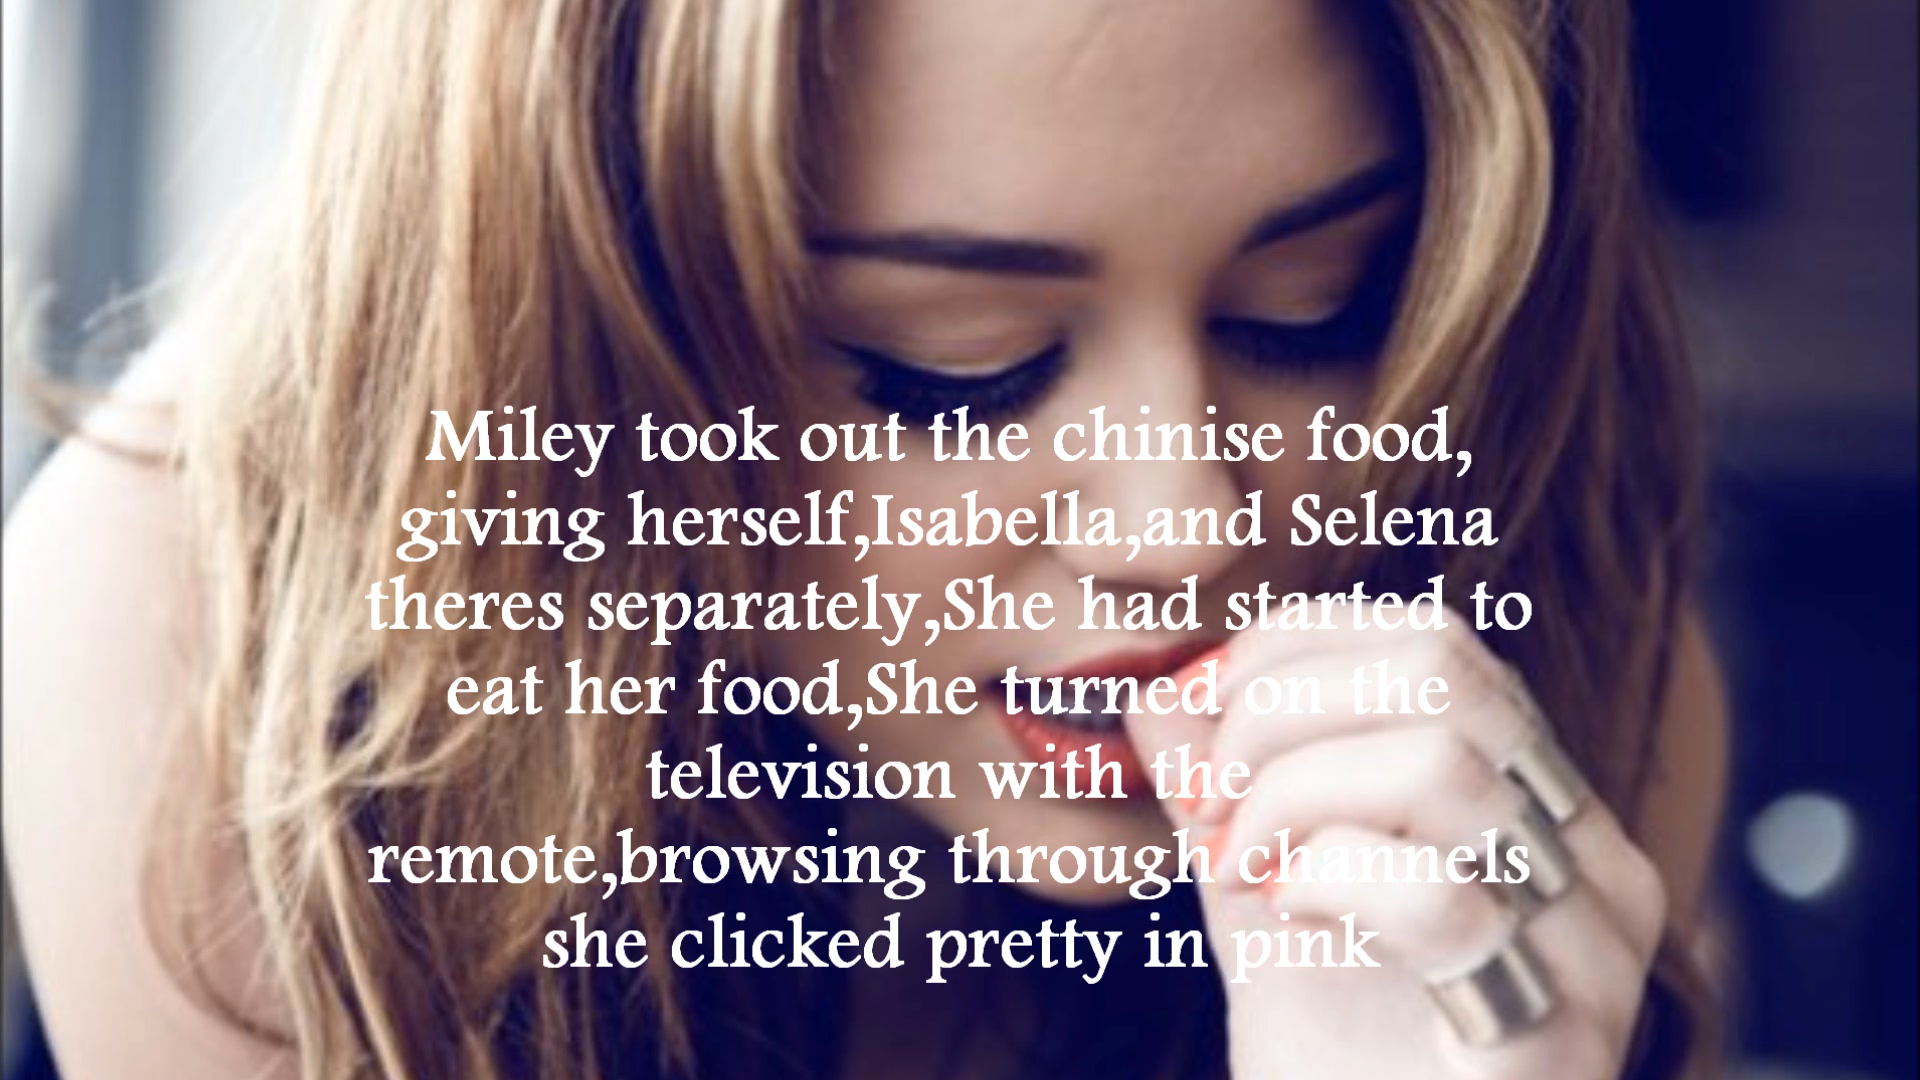 Miley took out the chinise food,
giving herself,Isabella,and Selena
theres separately,She had started to
eat her food,She turned on the
television with the
remote,browsing through channels
she clicked pretty in pink